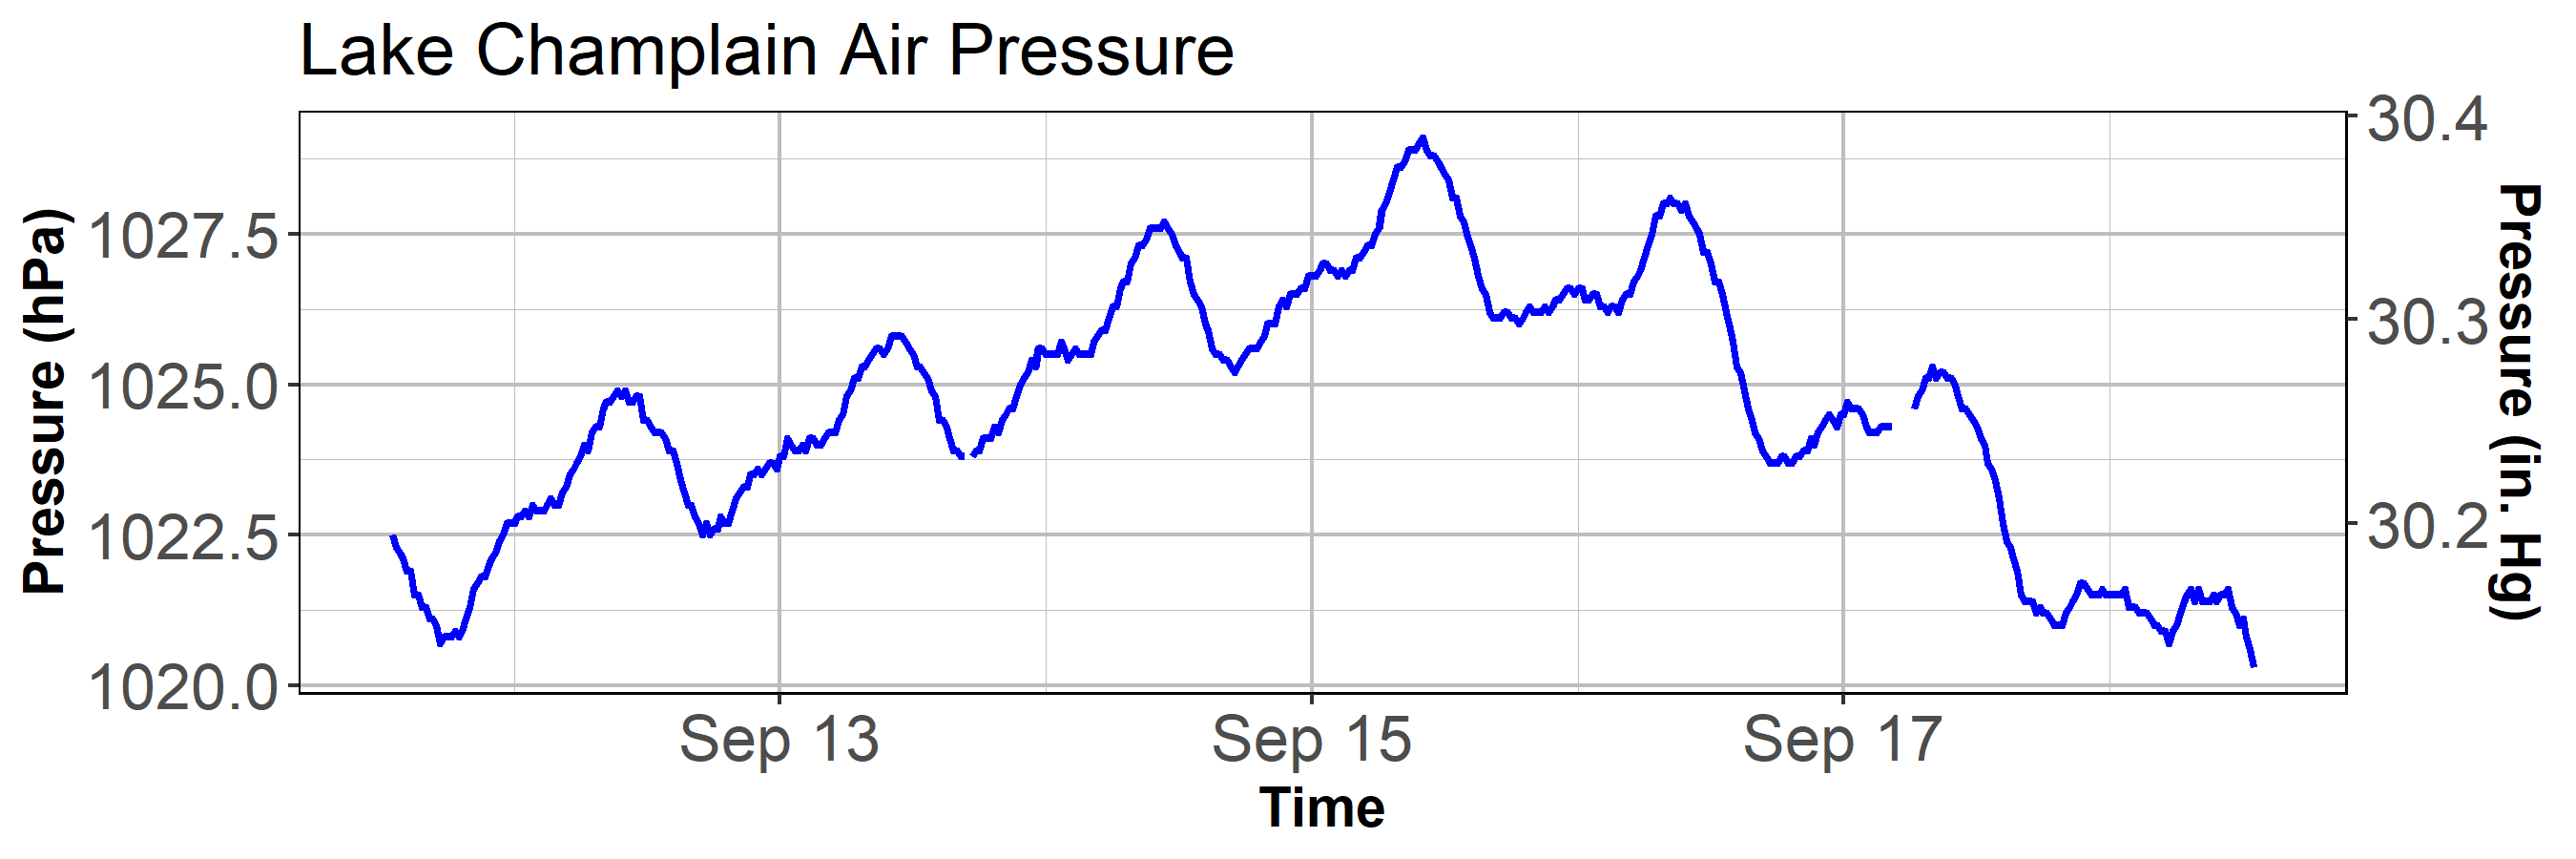 Lake Champlain Air Pressure
Pressure (hPa)
1027.5
1025.0
1022.5
1020.0
30.4
30.3
30.2
Pressure (in. Hg)
Sep 13
Sep 15
Sep 17
Time